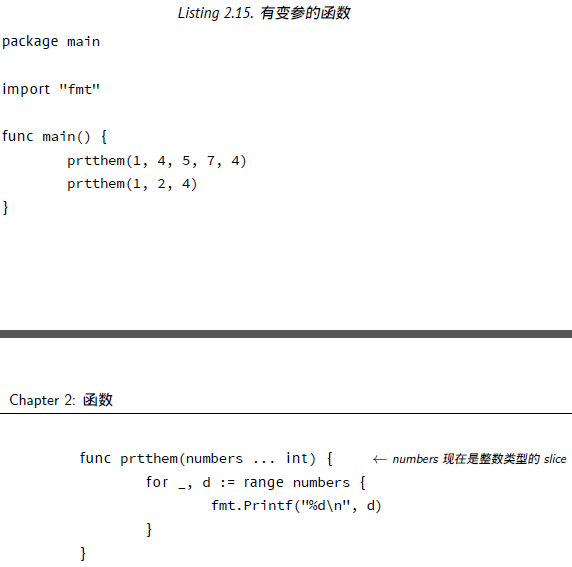 Listing 2.15. 有变参的函数
package main
import "fmt"
func main() {
prtthem(1, 4, 5, 7, 4)
prtthem(1, 2, 4)
}
Chapter 2: 函数
func prtthem(numbers ... int) { ← numbers 现在是整数类型的 slice
for _, d := range numbers {
fmt.Printf("%d\n", d)
}
}